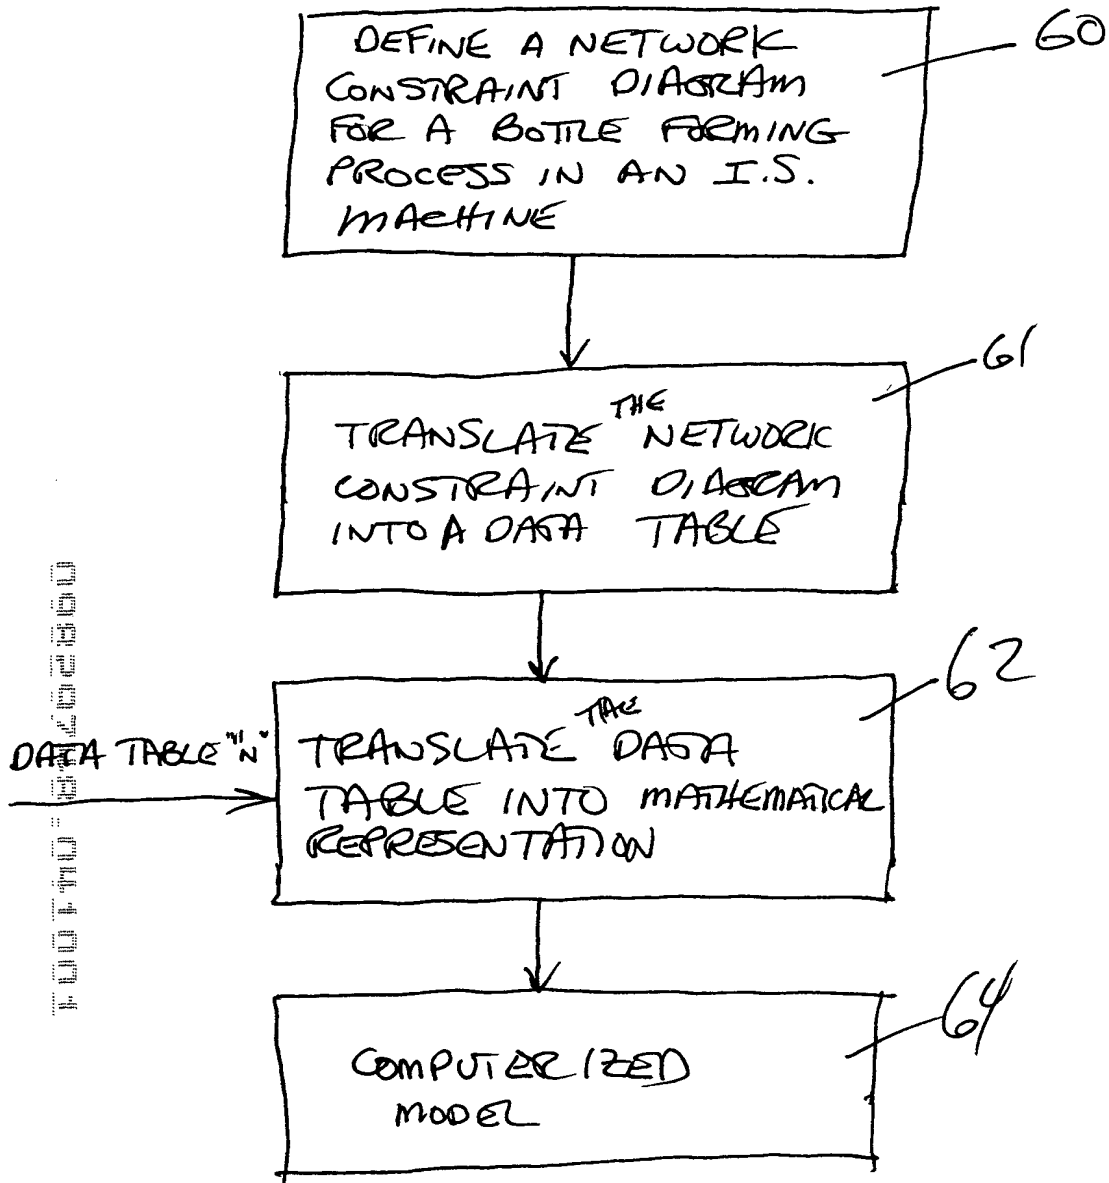 DEFINE A NETWORK
CONSTRAINT DIAGRAM
FOR A BOTTLE FORMING
PROCESS IN AN I.S.
MACHINE
60
TRANSLATE THE NETWORK
CONSTRAINT DIAGRAM
INTO A DATA TABLE
61
DATA TABLE "N"
TRANSLATE THE DATA
TABLE INTO MATHEMATICAL
REPRESENTATION
62
COMPUTERIZED
MODEL
64